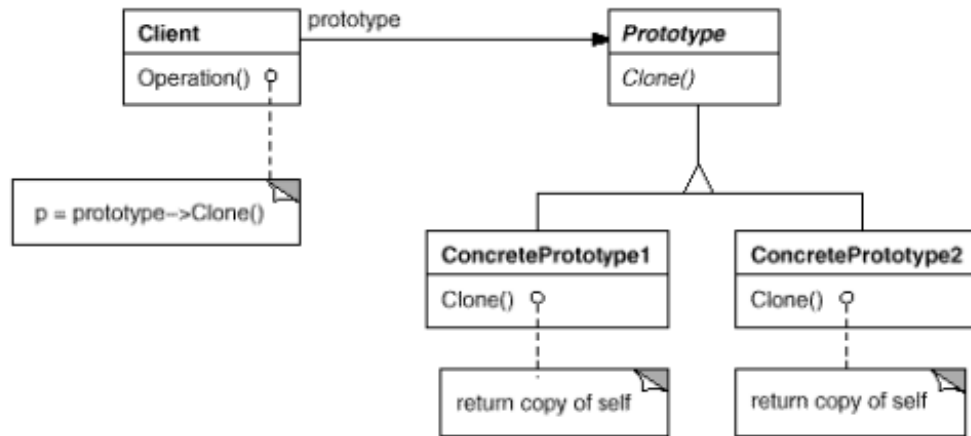 Client
prototype
Prototype
Operation()
Clone()
p = prototype->Clone()
ConcretePrototype1
ConcretePrototype2
Clone()
Clone()
return copy of self
return copy of self